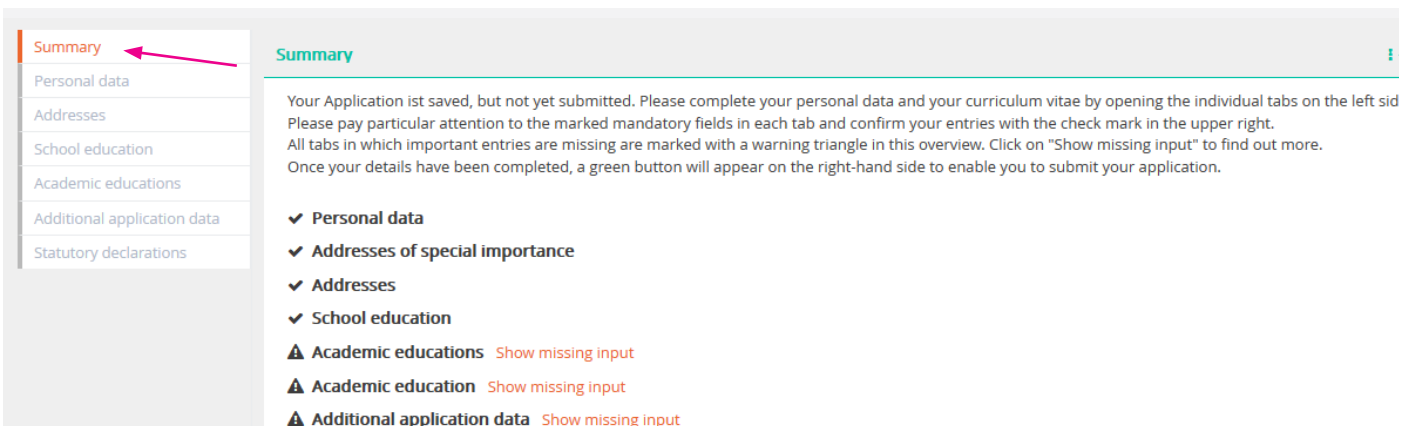 Summary
Personal data
Addresses
School education
Academic educations
Additional application data
Statutory declarations
Summary
Your Application ist saved, but not yet submitted. Please complete your personal data and your curriculum vitae by opening the individual tabs on the left sid
Please pay particular attention to the marked mandatory fields in each tab and confirm your entries with the check mark in the upper right.
All tabs in which important entries are missing are marked with a warning triangle in this overview. Click on "Show missing input" to find out more.
Once your details have been completed, a green button will appear on the right-hand side to enable you to submit your application.
Personal data
Addresses of special importance
Addresses
School education
Academic educations Show missing input
Academic education Show missing input
Additional application data Show missing input